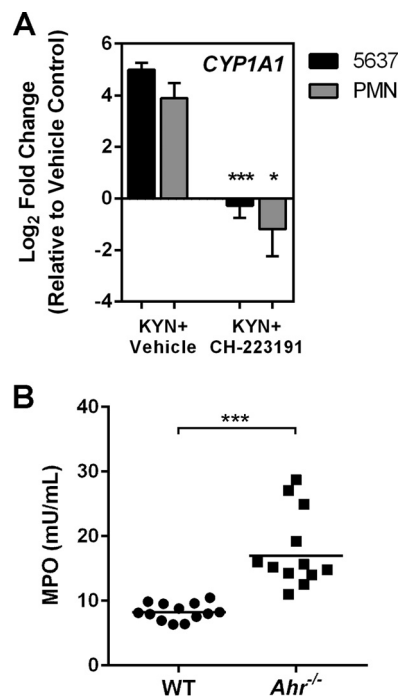 A
CYP1A1
5637
PMN
Log2 Fold Change
(Relative to Vehicle Control)
6
4
2
0
-2
-4
*** *
KYN+ KYN+
Vehicle CH-223191
B
***
MPO (mU/mL)
40
30
20
10
0
WT Ahr-/-